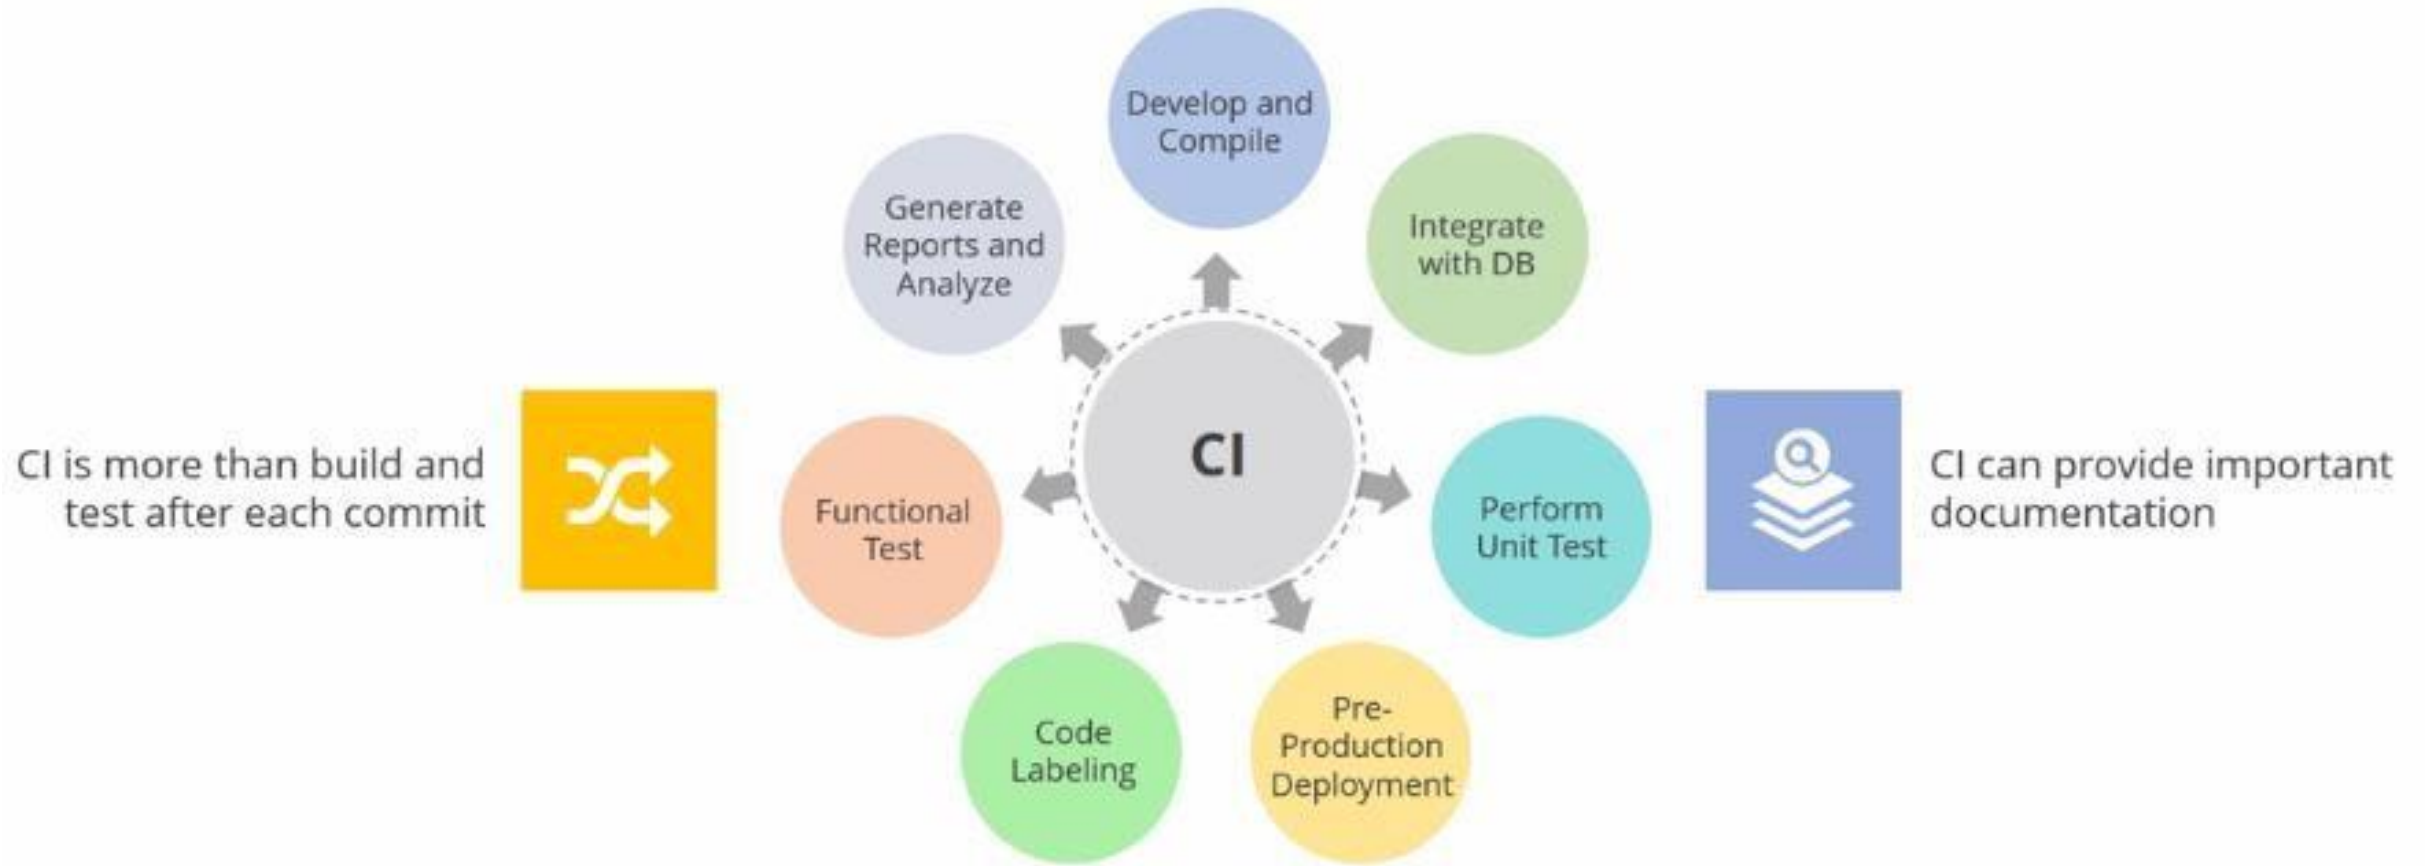 Develop and
Compile
Generate
Reports and
Analyze
Integrate
with DB
CI is more than build and
test after each commit
CI
CI can provide important
documentation
Functional
Test
Perform
Unit Test
Code
Labeling
Pre-
Production
Deployment